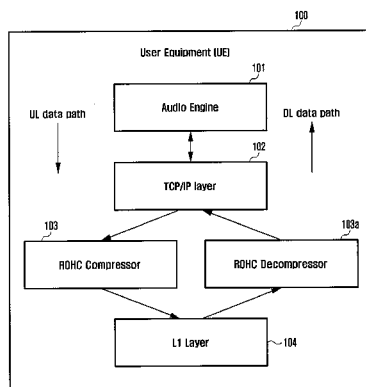 100
User Equipment (UE)
101
Audio Engine
UL data path
DL data path
102
TCP/IP layer
103
103a
ROHC Compressor
ROHC Decompressor
L1 Layer
104